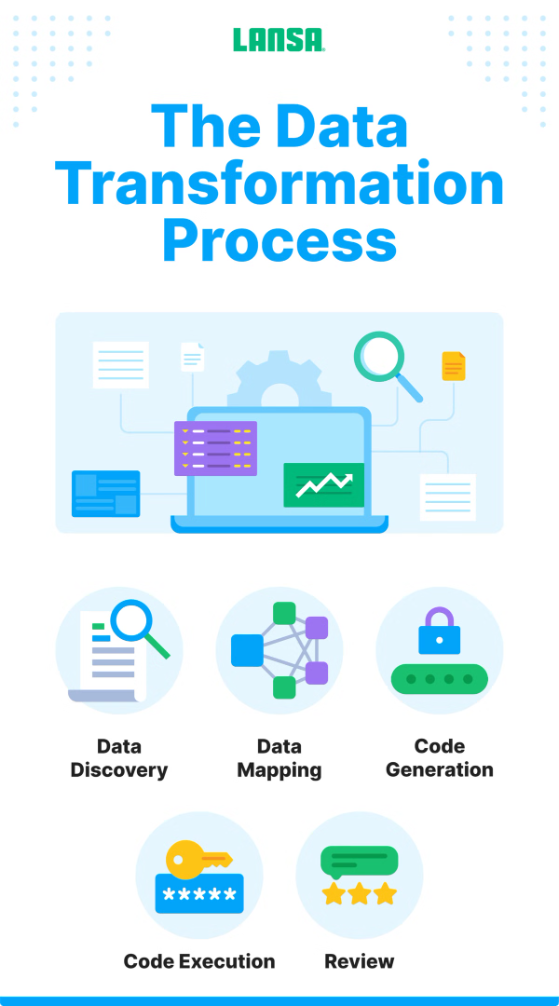 LANSA
The Data
Transformation
Process
Data
Discovery
Data
Mapping
Code
Generation
*****
Code Execution
Review